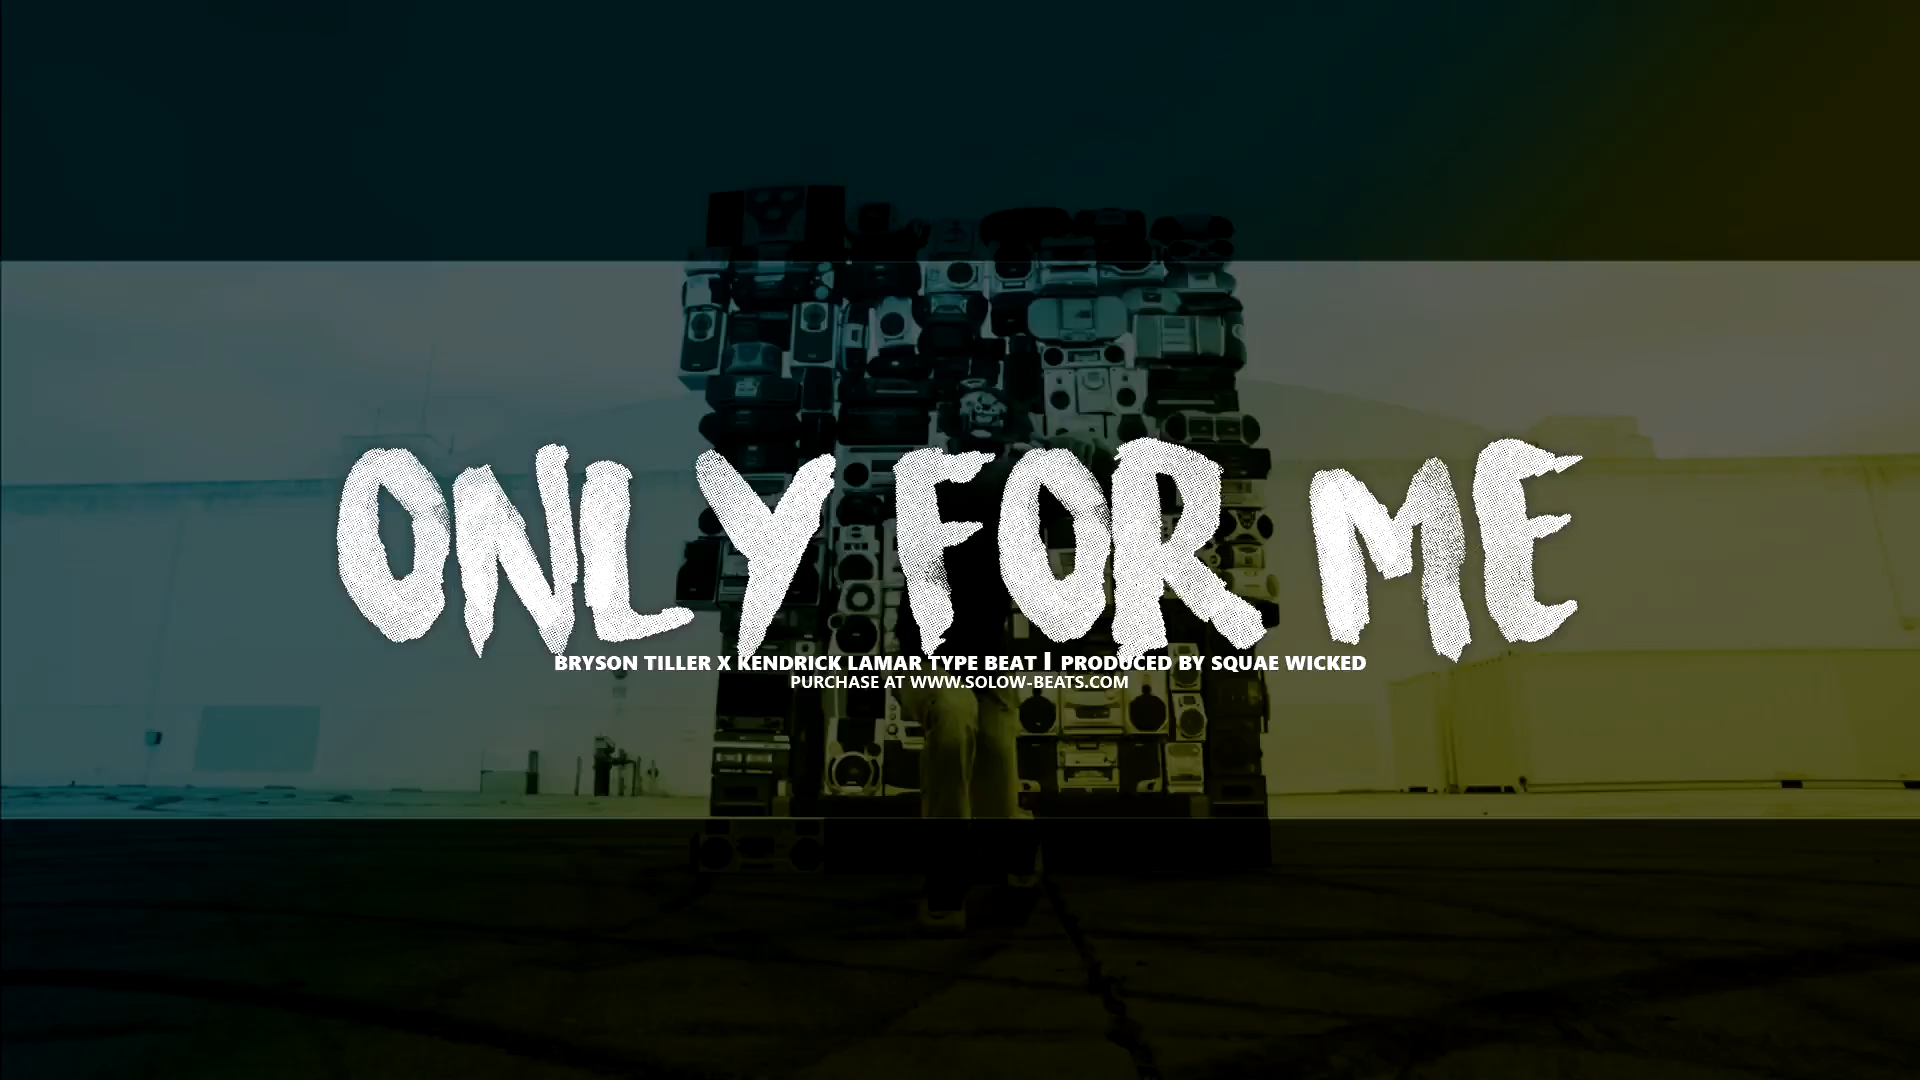 ONLY FOR ME
BRYSON TILLER X KENDRICK LAMAR TYPE BEAT | PRODUCED BY SQUAE WICKED
PURCHASE AT WWW.SOLOW-BEATS.COM